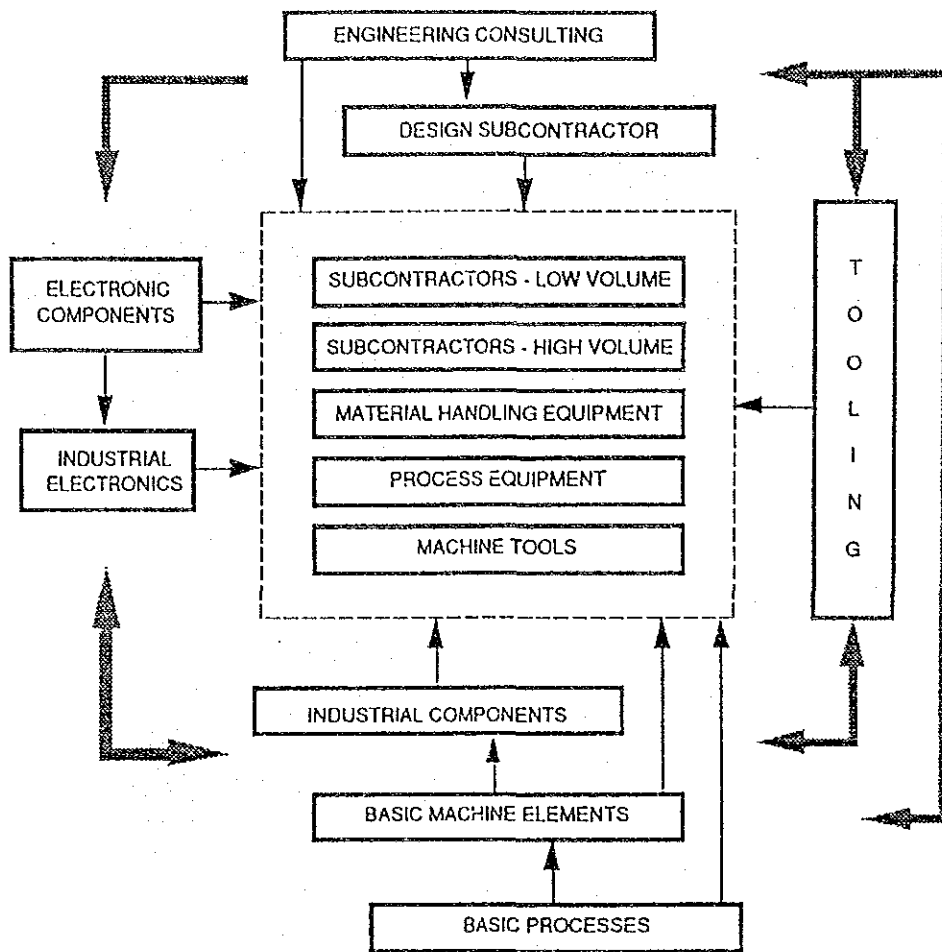 ENGINEERING CONSULTING
DESIGN SUBCONTRACTOR
ELECTRONIC
COMPONENTS
INDUSTRIAL
ELECTRONICS
SUBCONTRACTORS - LOW VOLUME
SUBCONTRACTORS - HIGH VOLUME
MATERIAL HANDLING EQUIPMENT
PROCESS EQUIPMENT
MACHINE TOOLS
TOOLING
INDUSTRIAL COMPONENTS
BASIC MACHINE ELEMENTS
BASIC PROCESSES